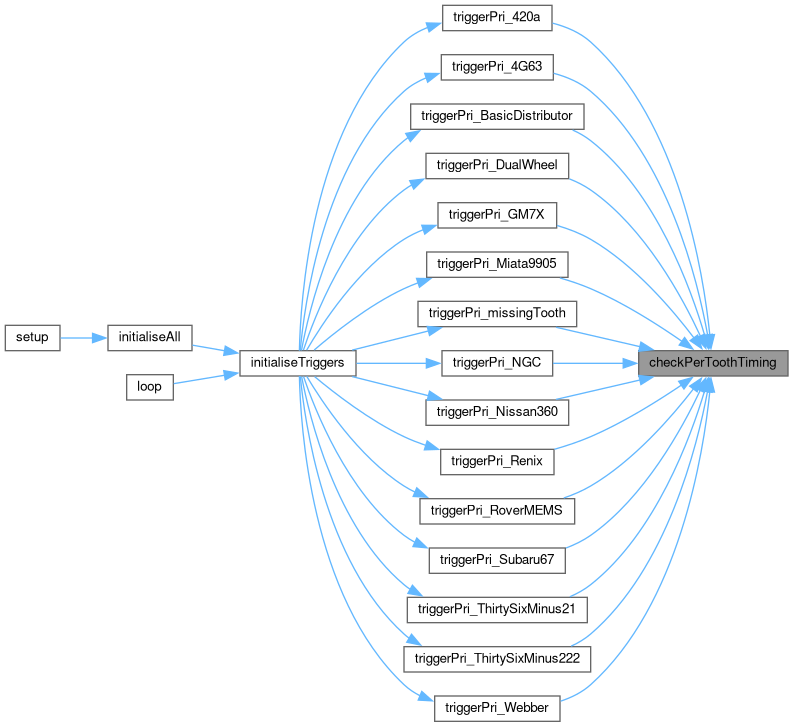 triggerPri_420a
triggerPri_4G63
triggerPri_BasicDistributor
triggerPri_DualWheel
triggerPri_GM7X
triggerPri_Miata9905
triggerPri_missingTooth
setup
initialiseAll
initialiseTriggers
triggerPri_NGC
checkPerToothTiming
loop
triggerPri_Nissan360
triggerPri_Renix
triggerPri_RoverMEMS
triggerPri_Subaru67
triggerPri_ThirtySixMinus21
triggerPri_ThirtySixMinus222
triggerPri_Webber